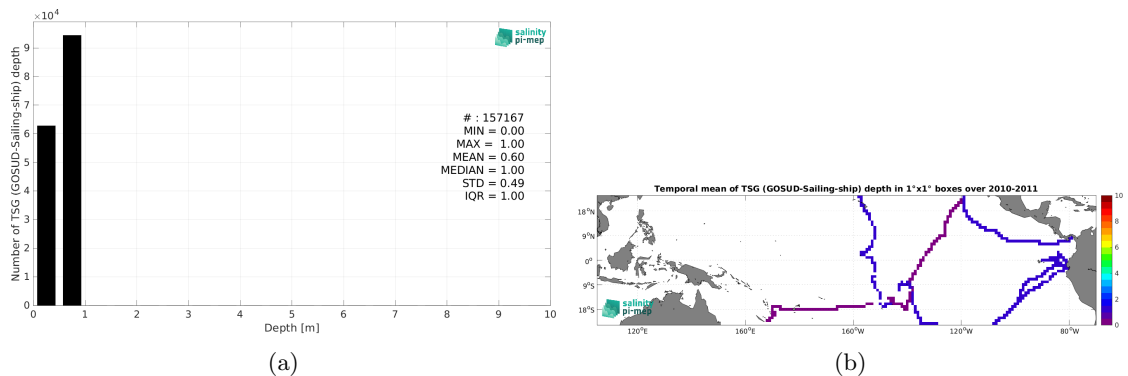 ×10⁴
Number of TSG (GOSUD-Sailing-ship) depth
9
8
7
6
5
4
3
2
1
0
0 1 2 3 4 5 6 7 8 9 10
Depth [m]
salinity
pi-mep
# : 157167
MIN = 0.00
MAX = 1.00
MEAN = 0.60
MEDIAN = 1.00
STD = 0.49
IQR = 1.00
(a)
Temporal mean of TSG (GOSUD-Sailing-ship) depth in 1°x1° boxes over 2010-2011
18°N
9°N
0°
9°S
18°S
120°E 160°E 160°W 120°W 80°W
salinity
pi-mep
10
8
6
4
2
0
(b)